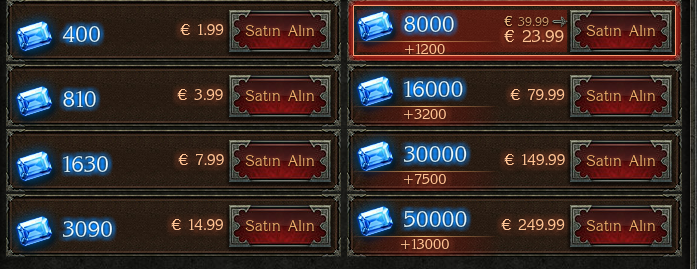 400 € 1.99 Satın Alın
810 € 3.99 Satın Alın
1630 € 7.99 Satın Alın
3090 € 14.99 Satın Alın
8000 € 39.99 Satın Alın
+1200 € 23.99
16000 € 79.99 Satın Alın
+3200
30000 € 149.99 Satın Alın
+7500
50000 € 249.99 Satın Alın
+13000